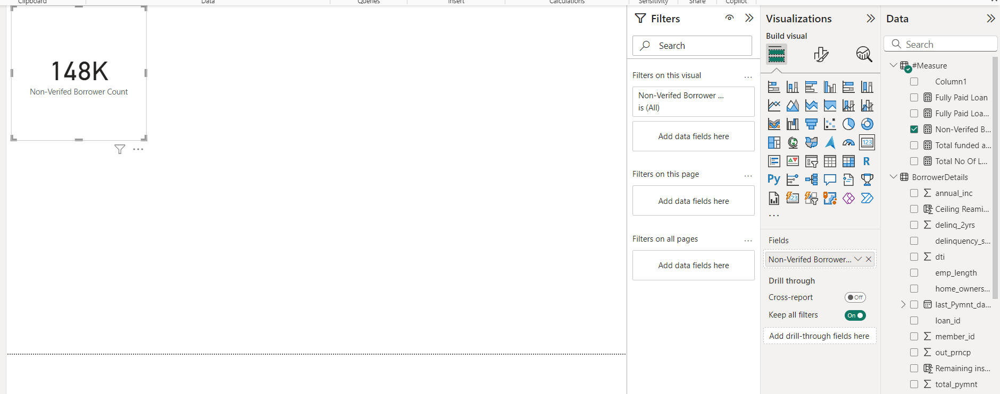 Clipboard
Data
Queries
Insert
Calculations
Sensitivity
Share
Copilot
148K
Non-Verifed Borrower Count
...
Filters
Search
Filters on this visual
...
Non-Verifed Borrower ...
is (All)
Add data fields here
Filters on this page
...
Add data fields here
Filters on all pages
...
Add data fields here
Visualizations
Build visual
123
R
Py
123
...
Fields
Non-Verifed Borrower...
Drill through
Cross-report
Off
Keep all filters
On
Add drill-through fields here
Data
Search
#Measure
Column1
Fully Paid Loan
Fully Paid Loa...
Non-Verifed B...
Total funded a...
Total No Of L...
BorrowerDetails
annual_inc
Ceiling Reami...
delinq_2yrs
delinquency_s...
dti
emp_length
home_owners...
last_Pymnt_da...
loan_id
member_id
out_prncp
Remaining ins...
total_pymnt